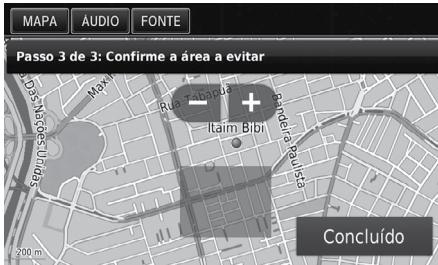 MAPA ÁUDIO FONTE
Passo 3 de 3: Confirme a área a evitar
Das Nações Unidas
Rua Tabapuã
Bandeira Paulista
Itaim Bibi
Concluído
200 m